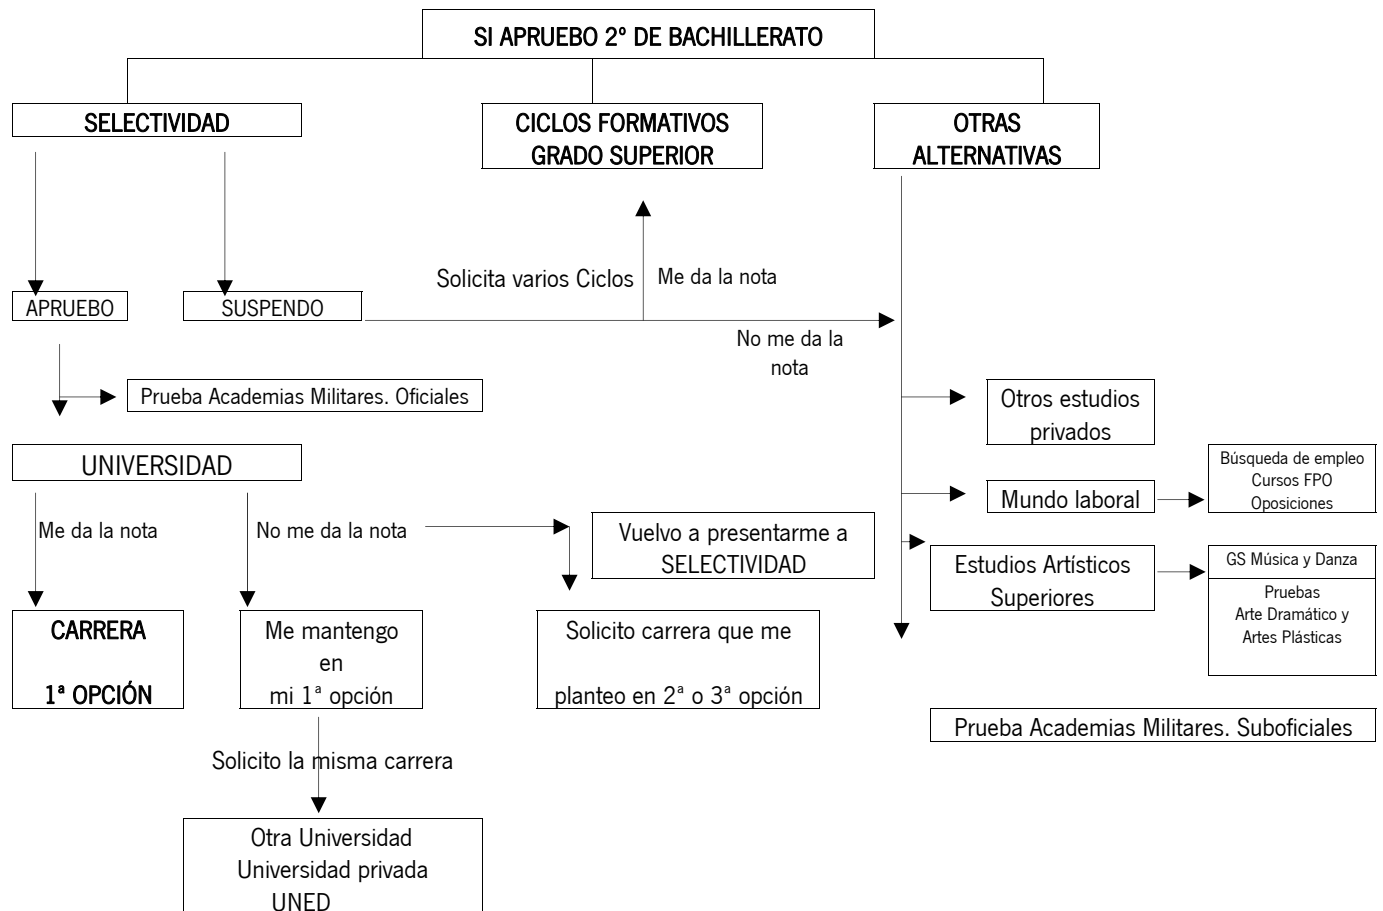 SI APRUEBO 2º DE BACHILLERATO
SELECTIVIDAD
CICLOS FORMATIVOS
GRADO SUPERIOR
OTRAS
ALTERNATIVAS
Solicita varios Ciclos
Me da la nota
APRUEBO
SUSPENDO
No me da la
nota
Prueba Academias Militares. Oficiales
Otros estudios
privados
UNIVERSIDAD
Búsqueda de empleo
Cursos FPO
Oposiciones
Mundo laboral
Me da la nota
No me da la nota
Vuelvo a presentarme a
SELECTIVIDAD
Estudios Artísticos
Superiores
GS Música y Danza
Pruebas
Arte Dramático y
Artes Plásticas
CARRERA
1ª OPCIÓN
Me mantengo
en
mi 1ª opción
Solicito carrera que me
planteo en 2ª o 3ª opción
Prueba Academias Militares. Suboficiales
Solicito la misma carrera
Otra Universidad
Universidad privada
UNED